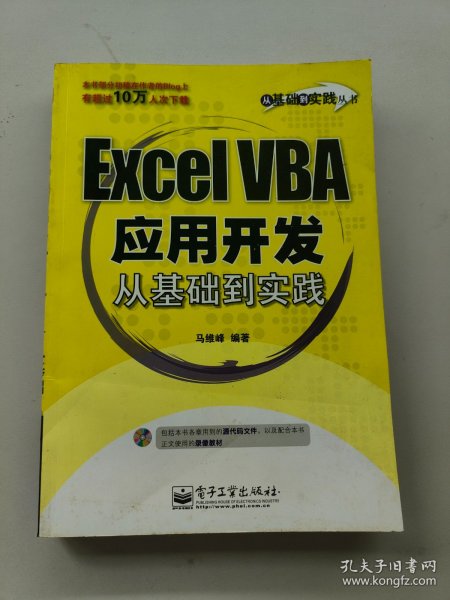 本书部分功能在作者的Blog上
有超过10万人次下载
从基础到实践丛书
Excel VBA
应用开发
从基础到实践
马维峰 编著
包括本书各章用到的源代码文件，以及配合本书
正文使用的录像教材
电子工业出版社
PUBLISHING HOUSE OF ELECTRONICS INDUSTRY
http://www.phei.com.cn
孔夫子旧书网
www.kongfz.com